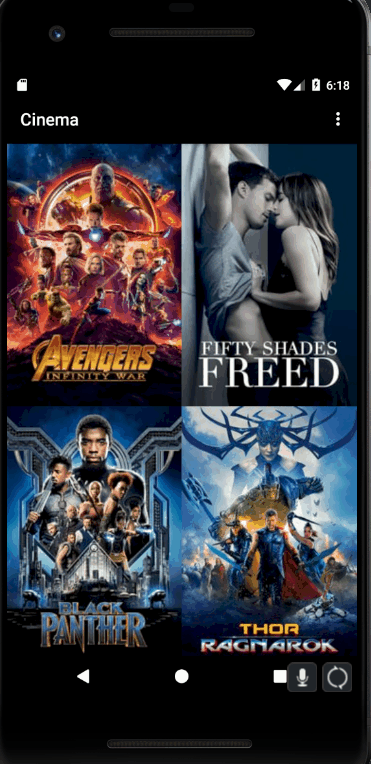 6:18
Cinema
AVENGERS
INFINITY WAR
FIFTY SHADES
FREED
BLACK
PANTHER
THOR
RAGNAROK